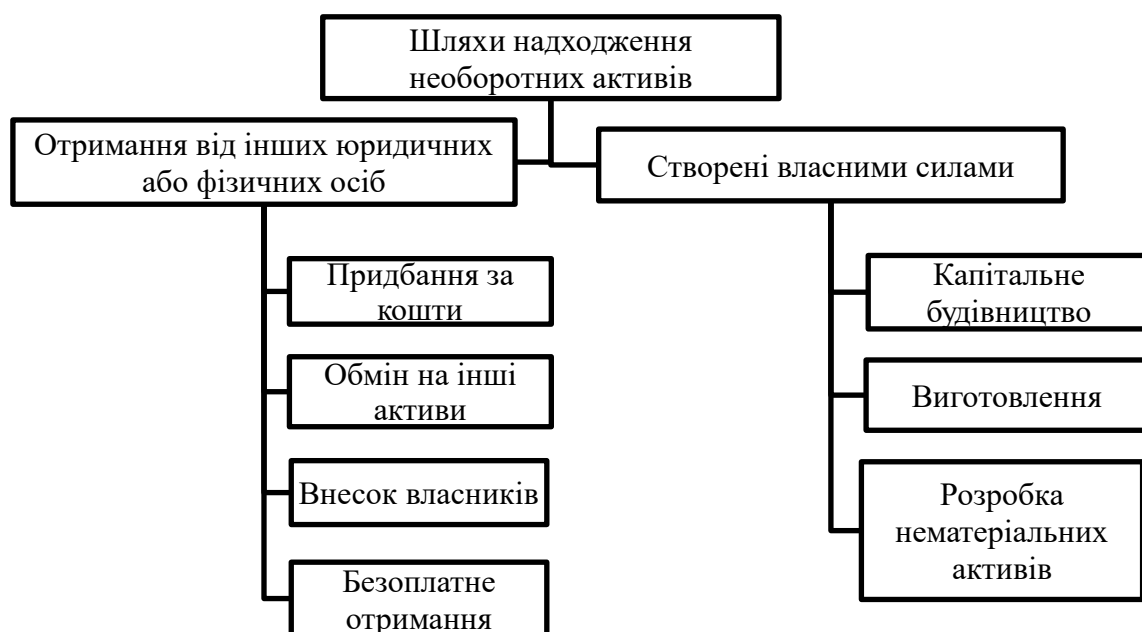 Шляхи надходження
необоротних активів
Отримання від інших юридичних
або фізичних осіб
Придбання за
кошти
Обмін на інші
активи
Внесок власників
Безоплатне
отримання
Створені власними силами
Капітальне
будівництво
Виготовлення
Розробка
нематеріальних
активів